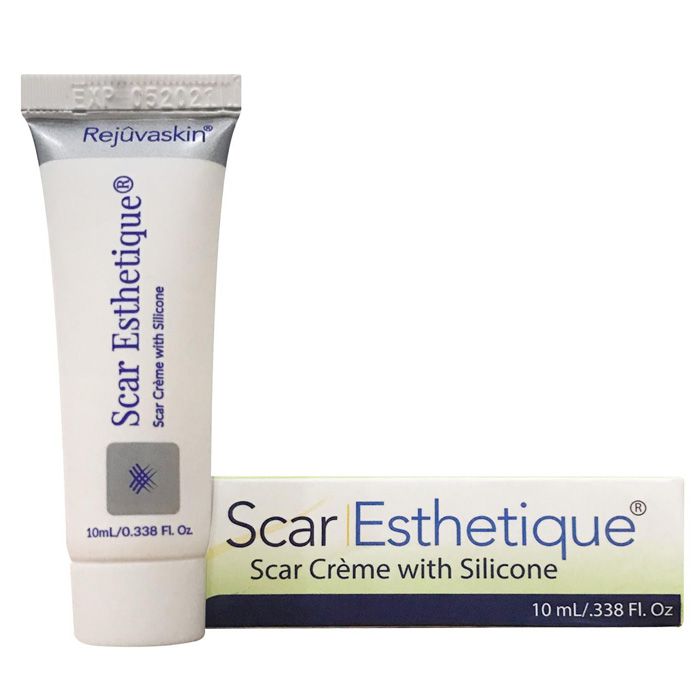 EXP 052021
Rejûvaskin®
Scar Esthetique®
Scar Crème with Silicone
10mL/0.338 Fl. Oz.
Scar Esthetique®
Scar Crème with Silicone
10 mL/.338 Fl. Oz